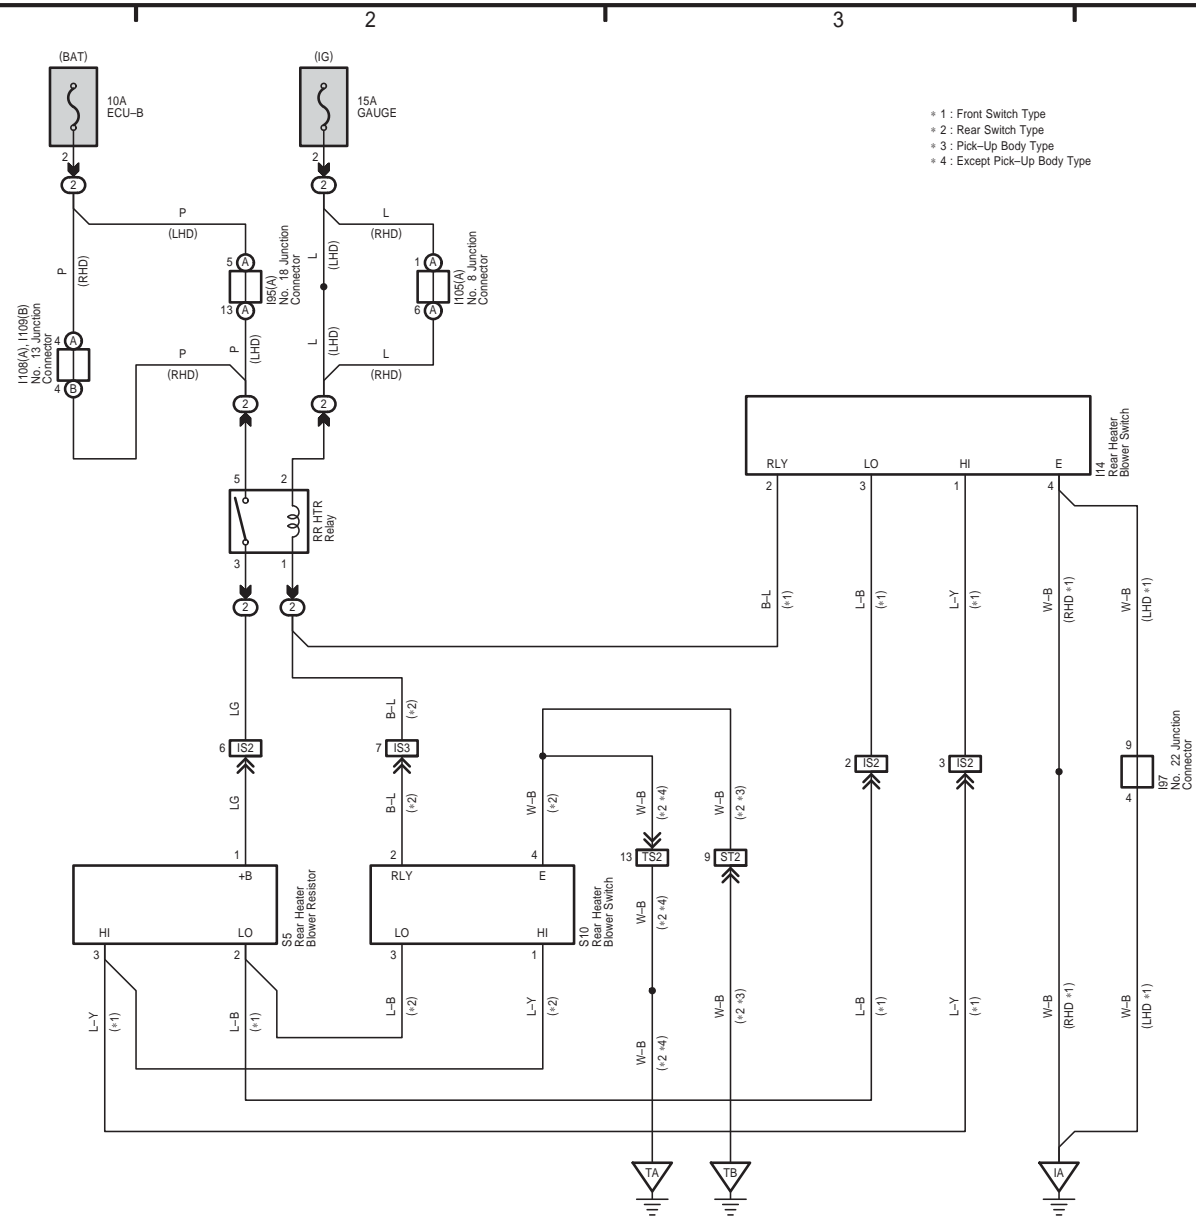 2
3
(BAT)
(IG)
10A
ECU–B
15A
GAUGE
∗ 1 : Front Switch Type
∗ 2 : Rear Switch Type
∗ 3 : Pick–Up Body Type
∗ 4 : Except Pick–Up Body Type
2
2
2
2
P
(LHD)
L
(RHD)
P
(RHD)
5 A
13 A
I95(A)
No. 18 Junction
Connector
L
(LHD)
1 A
6 A
I105(A)
No. 8 Junction
Connector
4 A
4 B
I108(A), I109(B)
No. 13 Junction
Connector
P
(RHD)
P
(LHD)
L
(LHD)
L
(RHD)
2
2
5
2
RR HTR
Relay
3
1
2
2
RLY
LO
HI
E
2
3
1
4
I14
Rear Heater
Blower Switch
B–L
(∗1)
L–B
(∗1)
L–Y
(∗1)
W–B
(RHD ∗1)
W–B
(LHD ∗1)
LG
B–L
(∗2)
6 IS2
7 IS3
2 IS2
3 IS2
9
4
I97
No. 22 Junction
Connector
LG
B–L
(∗2)
W–B
(∗2)
W–B
(∗2 ∗4)
W–B
(∗2 ∗3)
13 TS2
9 ST2
1
+B
HI
LO
3
2
S5
Rear Heater
Blower Resistor
2
4
RLY
E
LO
HI
3
1
S10
Rear Heater
Blower Switch
W–B
(∗2 ∗4)
L–Y
(∗1)
L–B
(∗1)
L–B
(∗2)
L–Y
(∗2)
W–B
(∗2 ∗4)
W–B
(∗2 ∗3)
L–B
(∗1)
L–Y
(∗1)
W–B
(RHD ∗1)
W–B
(LHD ∗1)
TA
TB
IA